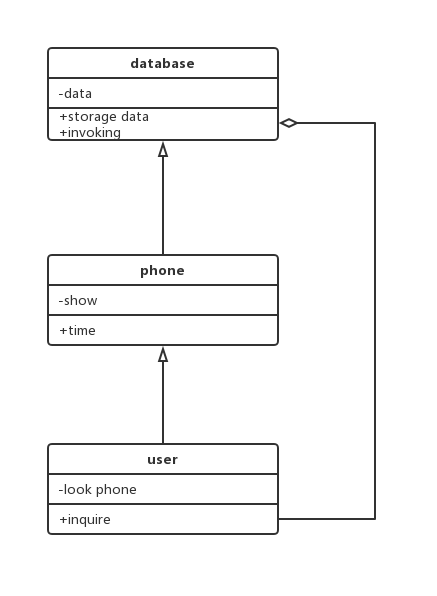 database
-data
+storage data
+invoking
phone
-show
+time
user
-look phone
+inquire